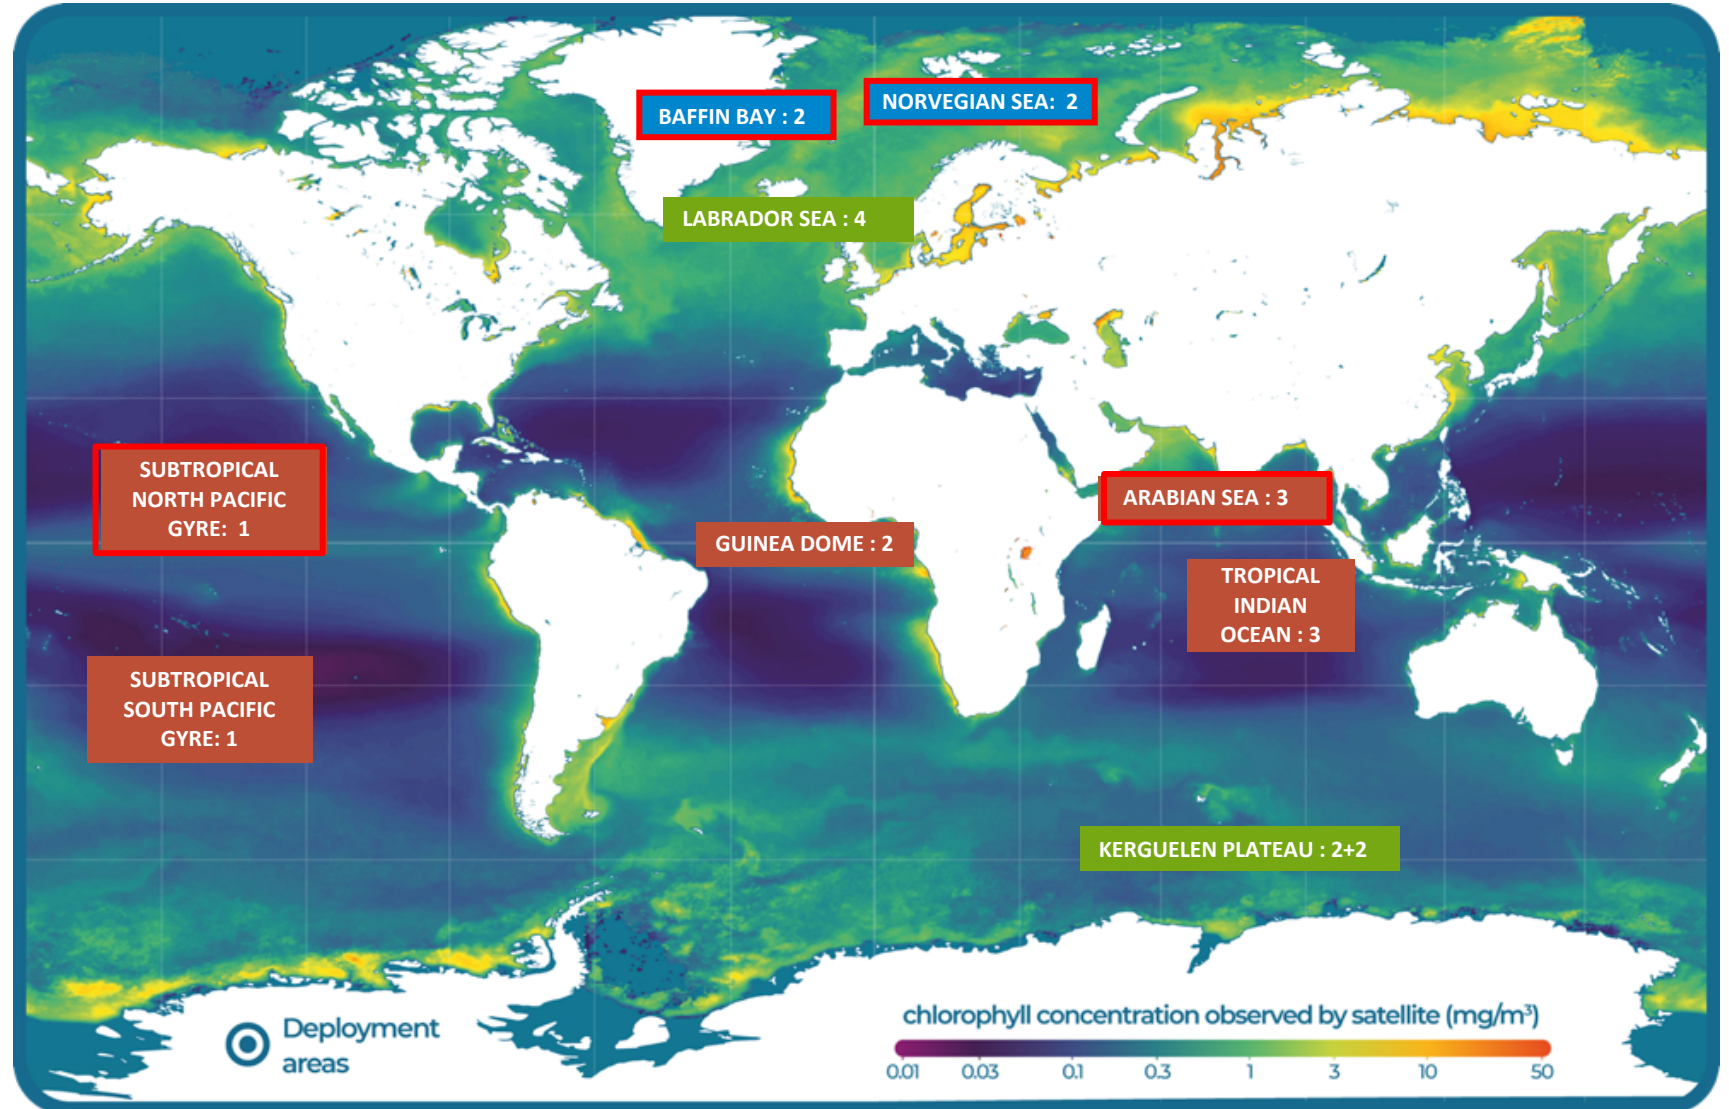 BAFFIN BAY : 2
NORVEGIAN SEA:  2
LABRADOR SEA : 4
SUBTROPICAL
NORTH PACIFIC
GYRE:  1
ARABIAN SEA : 3
GUINEA DOME : 2
TROPICAL
INDIAN
OCEAN : 3
SUBTROPICAL
SOUTH PACIFIC
GYRE: 1
KERGUELEN PLATEAU : 2+2
Deployment
areas
chlorophyll concentration observed by satellite (mg/m³)
0.01 0.03 0.1 0.3 1 3 10 50